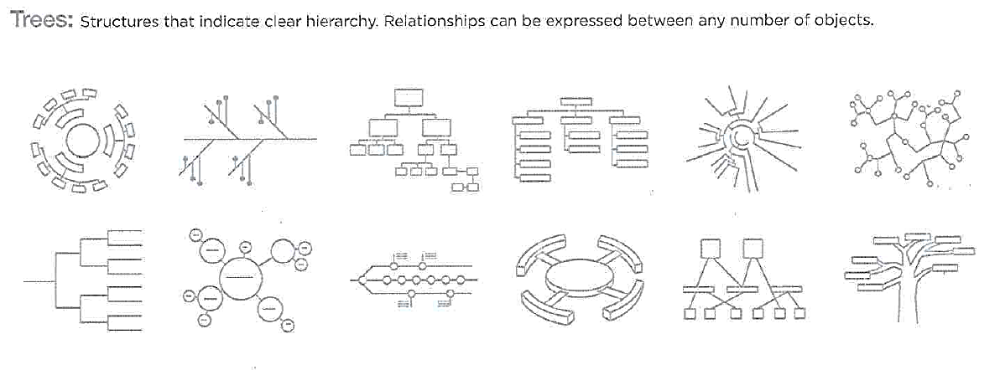 Trees: Structures that indicate clear hierarchy. Relationships can be expressed between any number of objects.